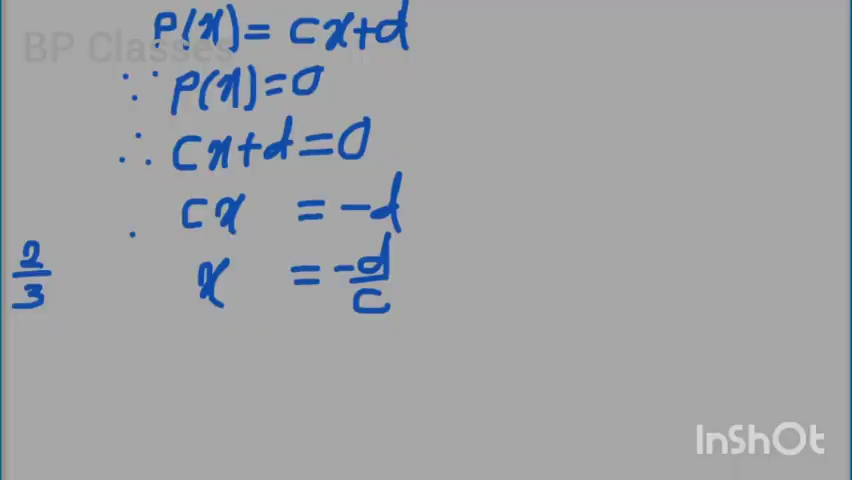 P(x) = cx+d
BP Classes
∵ P(x)=0
∴ cx+d=0
cx = -d
2/3
x = -d/c
InShOt